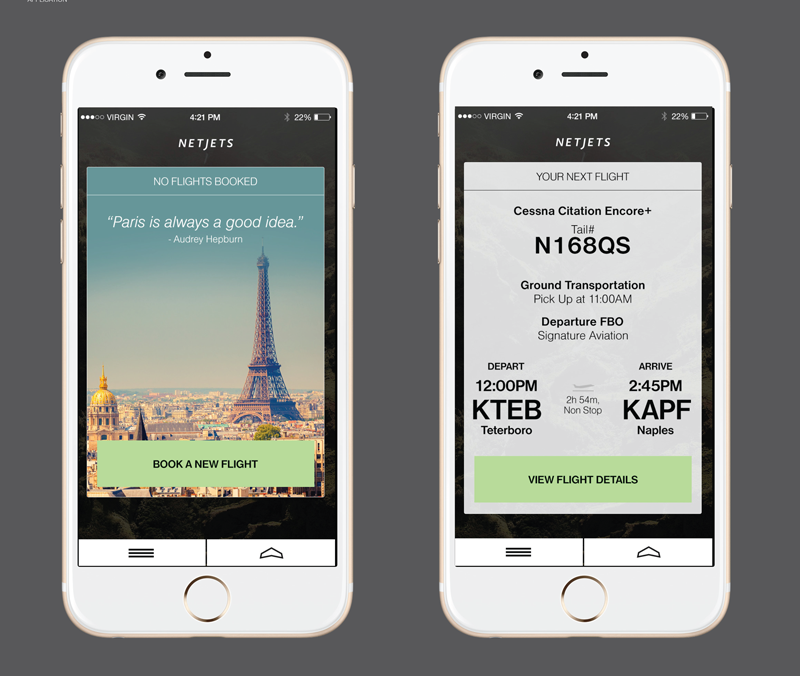 APPLICATION
VIRGIN 4:21 PM 22%
NETJETS
NO FLIGHTS BOOKED
“Paris is always a good idea.”
- Audrey Hepburn
BOOK A NEW FLIGHT
VIRGIN 4:21 PM 22%
NETJETS
YOUR NEXT FLIGHT
Cessna Citation Encore+
Tail#
N168QS
Ground Transportation
Pick Up at 11:00AM
Departure FBO
Signature Aviation
DEPART
12:00PM
KTEB
Teterboro
2h 54m,
Non Stop
ARRIVE
2:45PM
KAPF
Naples
VIEW FLIGHT DETAILS